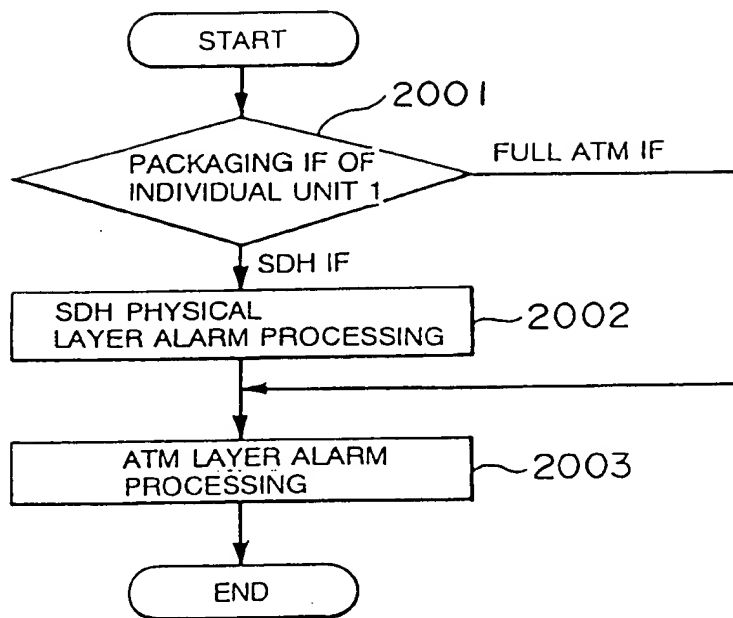 START
2001
PACKAGING IF OF
INDIVIDUAL UNIT 1
FULL ATM IF
SDH IF
SDH PHYSICAL
LAYER ALARM PROCESSING
2002
ATM LAYER ALARM
PROCESSING
2003
END